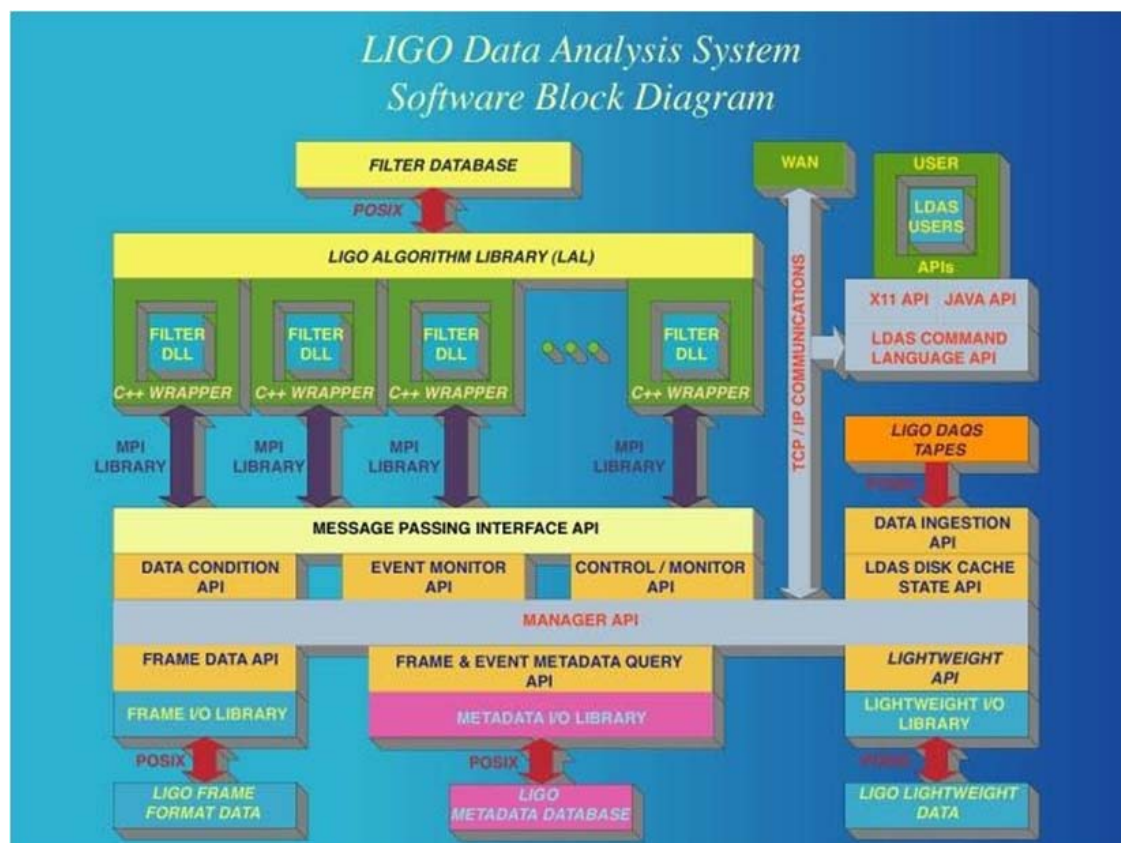 LIGO Data Analysis System
Software Block Diagram
FILTER DATABASE
WAN
USER
LDAS
USERS
APIs
POSIX
LIGO ALGORITHM LIBRARY (LAL)
FILTER
DLL
C++ WRAPPER
FILTER
DLL
C++ WRAPPER
FILTER
DLL
C++ WRAPPER
FILTER
DLL
C++ WRAPPER
TCP / IP COMMUNICATIONS
X11 API
JAVA API
LDAS COMMAND
LANGUAGE API
MPI
LIBRARY
MPI
LIBRARY
MPI
LIBRARY
MPI
LIBRARY
LIGO DAQS
TAPES
POSIX
MESSAGE PASSING INTERFACE API
DATA INGESTION
API
DATA CONDITION
API
EVENT MONITOR
API
CONTROL / MONITOR
API
LDAS DISK CACHE
STATE API
MANAGER API
FRAME DATA API
FRAME & EVENT METADATA QUERY
API
LIGHTWEIGHT
API
FRAME I/O LIBRARY
METADATA I/O LIBRARY
LIGHTWEIGHT I/O
LIBRARY
POSIX
POSIX
POSIX
LIGO FRAME
FORMAT DATA
LIGO
METADATA DATABASE
LIGO LIGHTWEIGHT
DATA